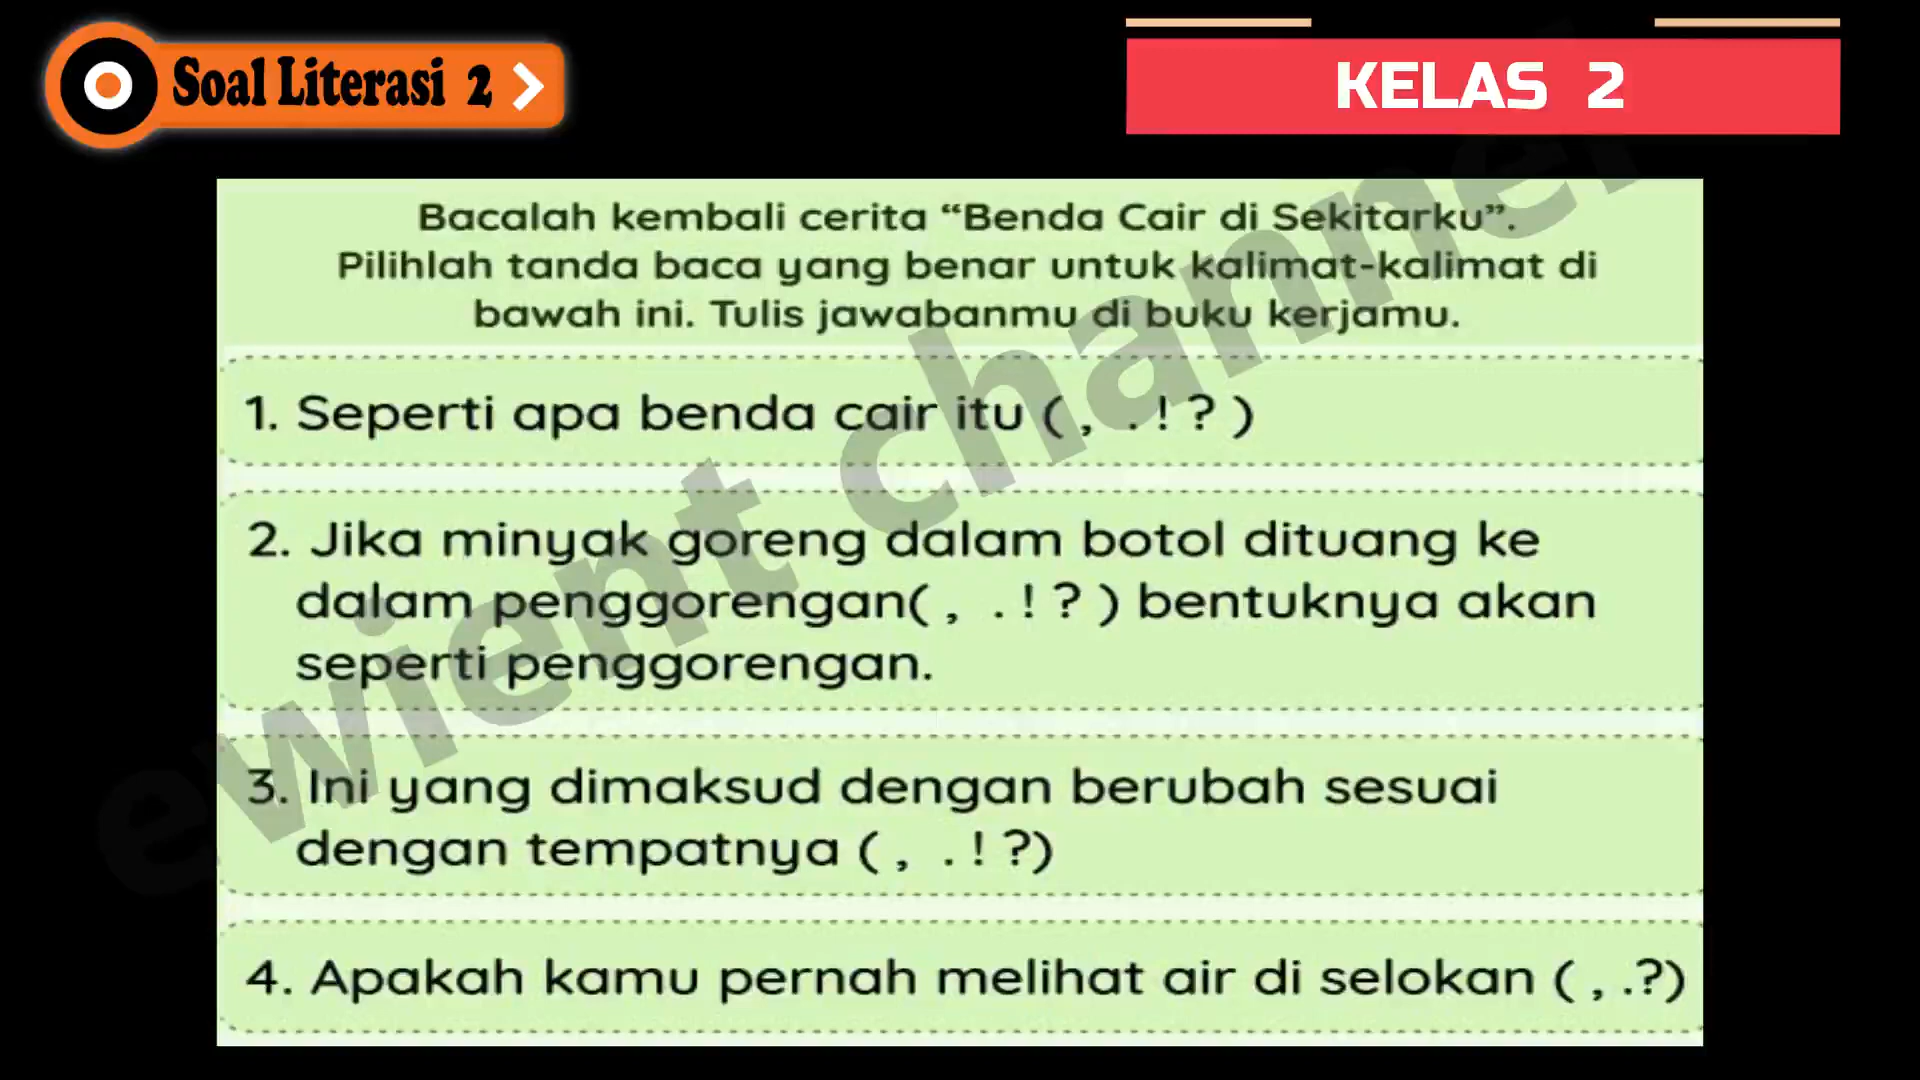 Soal Literasi 2
KELAS 2
Bacalah kembali cerita “Benda Cair di Sekitarku”.
Pilihlah tanda baca yang benar untuk kalimat-kalimat di
bawah ini. Tulis jawabanmu di buku kerjamu.
1. Seperti apa benda cair itu ( , . ! ? )
2. Jika minyak goreng dalam botol dituang ke
dalam penggorengan( , . ! ? ) bentuknya akan
seperti penggorengan.
3. Ini yang dimaksud dengan berubah sesuai
dengan tempatnya ( , . ! ?)
4. Apakah kamu pernah melihat air di selokan ( , .?)
ewient channel